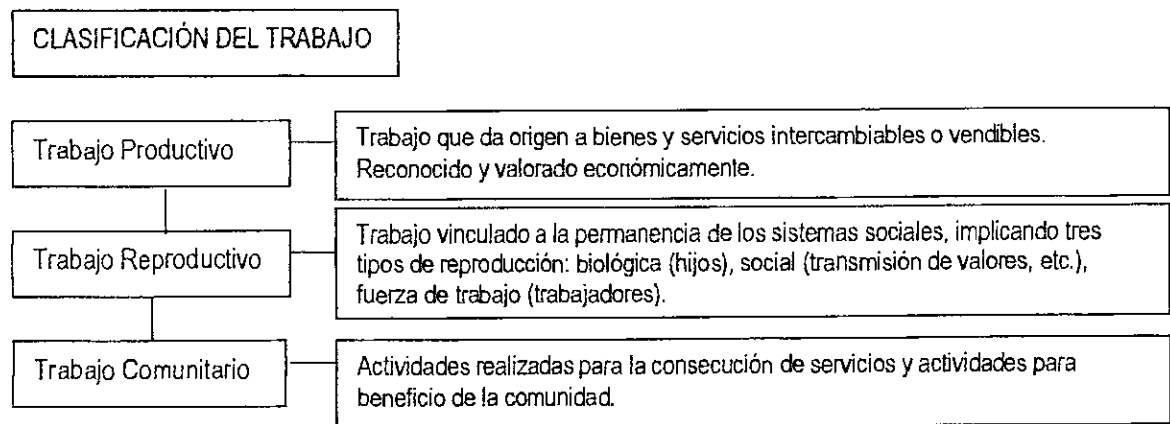 CLASIFICACIÓN DEL TRABAJO
Trabajo Productivo
Trabajo que da origen a bienes y servicios intercambiables o vendibles.
Reconocido y valorado económicamente.
Trabajo Reproductivo
Trabajo vinculado a la permanencia de los sistemas sociales, implicando tres
tipos de reproducción: biológica (hijos), social (transmisión de valores, etc.),
fuerza de trabajo (trabajadores).
Trabajo Comunitario
Actividades realizadas para la consecución de servicios y actividades para
beneficio de la comunidad.